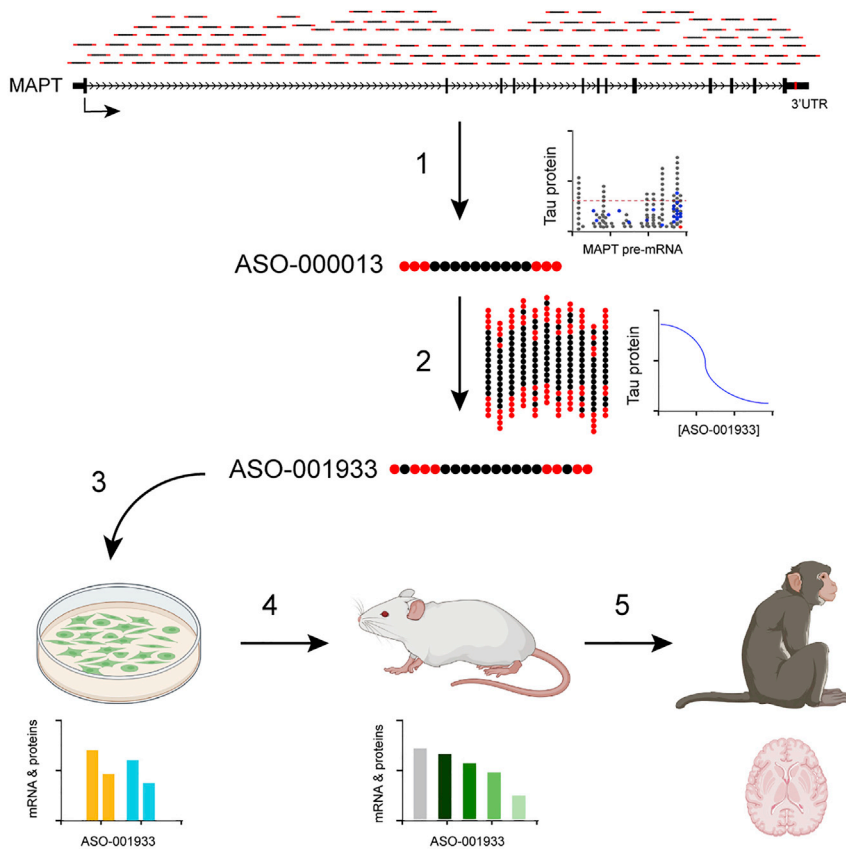 MAPT
3'UTR
1
Tau protein
MAPT pre-mRNA
ASO-000013
2
Tau protein
[ASO-001933]
ASO-001933
3
4
5
mRNA & proteins
ASO-001933
mRNA & proteins
ASO-001933